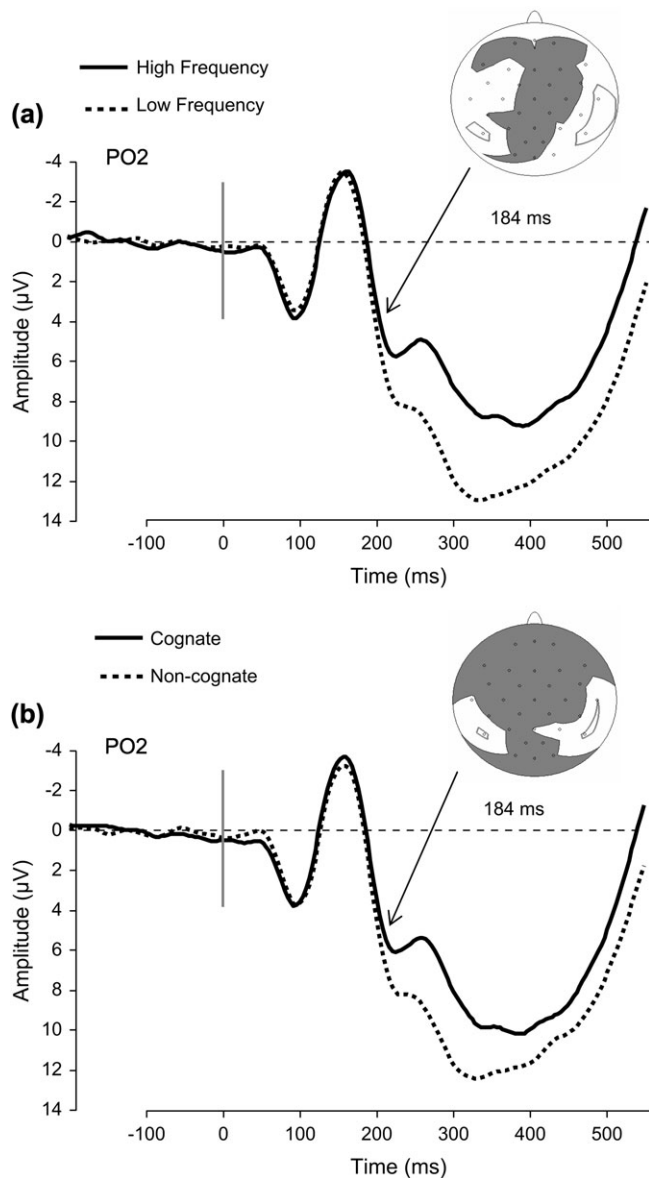 High Frequency
Low Frequency
(a)
PO2
184 ms
-4
-2
0
2
4
6
8
10
12
14
Amplitude (µV)
-100 0 100 200 300 400 500
Time (ms)
Cognate
Non-cognate
(b)
PO2
184 ms
-4
-2
0
2
4
6
8
10
12
14
Amplitude (µV)
-100 0 100 200 300 400 500
Time (ms)